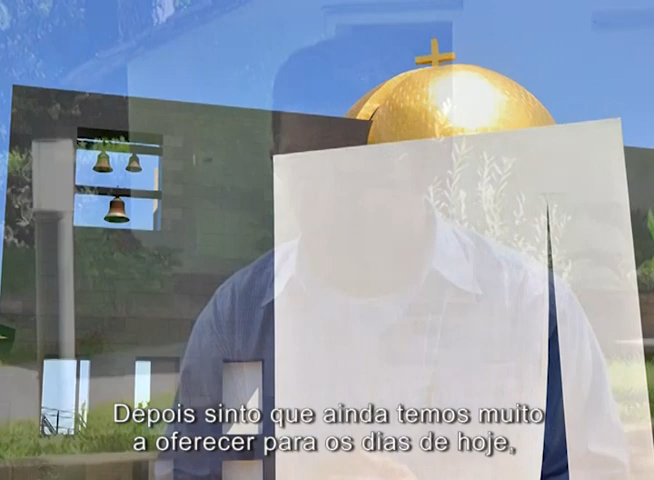 Depois sinto que ainda temos muito
a oferecer para os dias de hoje,